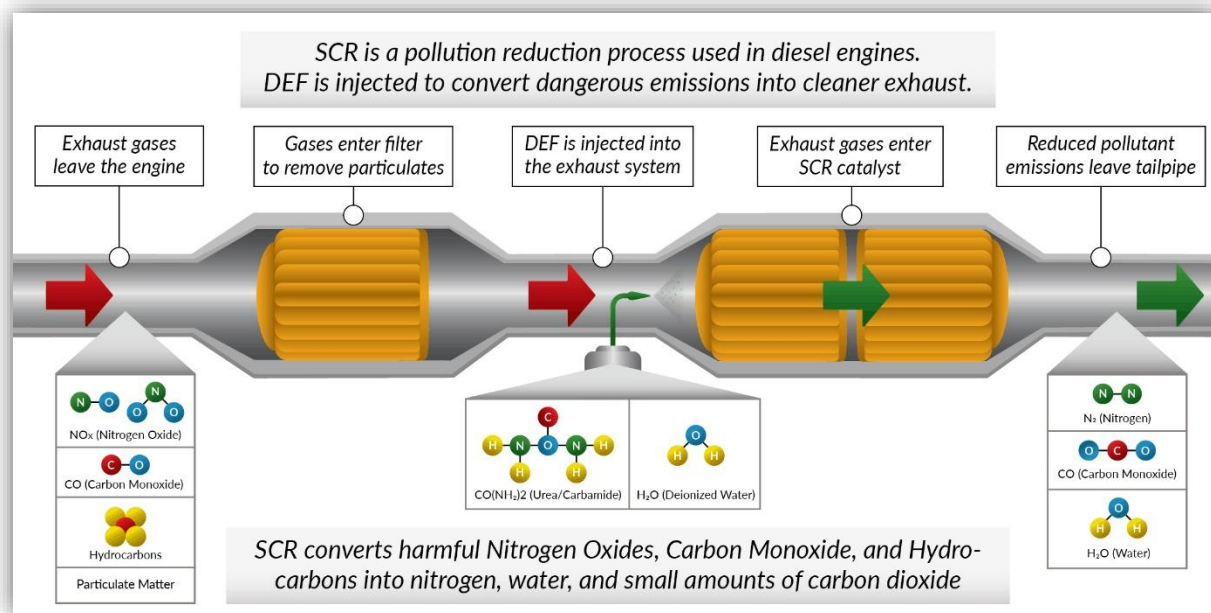 SCR is a pollution reduction process used in diesel engines.
DEF is injected to convert dangerous emissions into cleaner exhaust.
Exhaust gases
leave the engine
Gases enter filter
to remove particulates
DEF is injected into
the exhaust system
Exhaust gases enter
SCR catalyst
Reduced pollutant
emissions leave tailpipe
N O
N
O O
NOₓ (Nitrogen Oxide)
C O
CO (Carbon Monoxide)
Hydrocarbons
Particulate Matter
C
H N O N H
H H
CO(NH₂)2 (Urea/Carbamide)
O
H H
H₂O (Deionized Water)
N N
N₂ (Nitrogen)
O C O
CO (Carbon Monoxide)
O
H H
H₂O (Water)
SCR converts harmful Nitrogen Oxides, Carbon Monoxide, and Hydro-
carbons into nitrogen, water, and small amounts of carbon dioxide